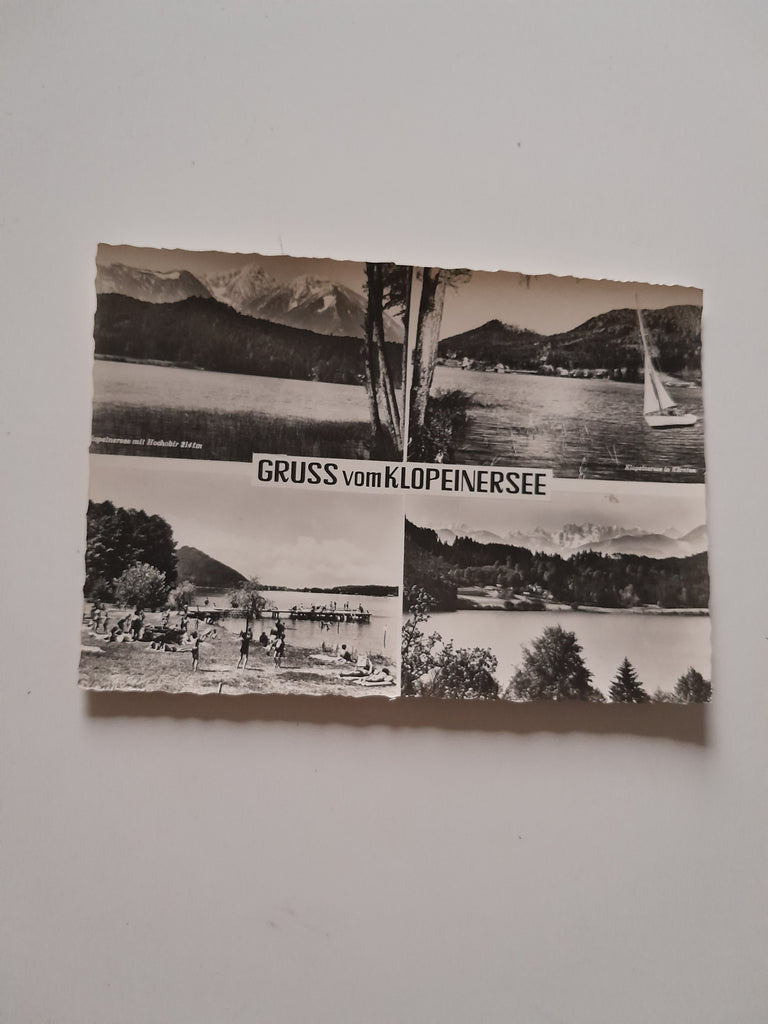 Klopeinersee mit Hochobir 2141m
Klopeinersee in Kärnten
GRUSS vom KLOPEINERSEE